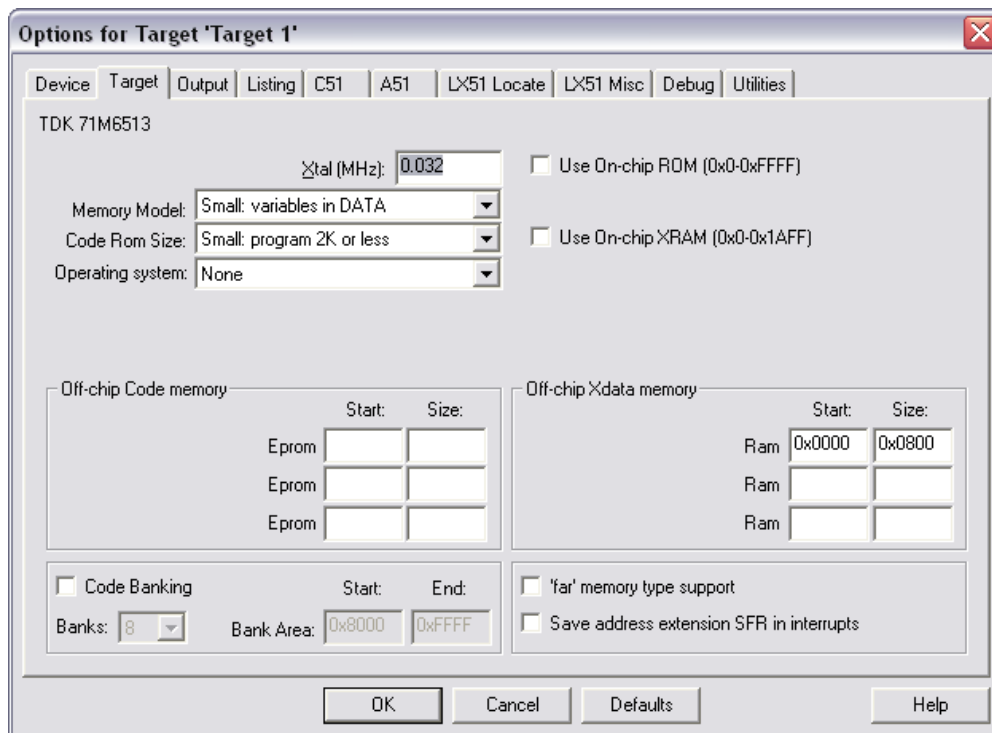 Options for Target 'Target 1'
Device Target Output Listing C51 A51 LX51 Locate LX51 Misc Debug Utilities
TDK 71M6513
Xtal (MHz): 0.032 Use On-chip ROM (0x0-0xFFFF)
Memory Model: Small: variables in DATA
Code Rom Size: Small: program 2K or less Use On-chip XRAM (0x0-0x1AFF)
Operating system: None
Off-chip Code memory
Start: Size:
Eprom
Eprom
Eprom
Off-chip Xdata memory
Start: Size:
Ram 0x0000 0x0800
Ram
Ram
Code Banking Start: End:
Banks: 8 Bank Area: 0x8000 0xFFFF
'far' memory type support
Save address extension SFR in interrupts
OK Cancel Defaults Help